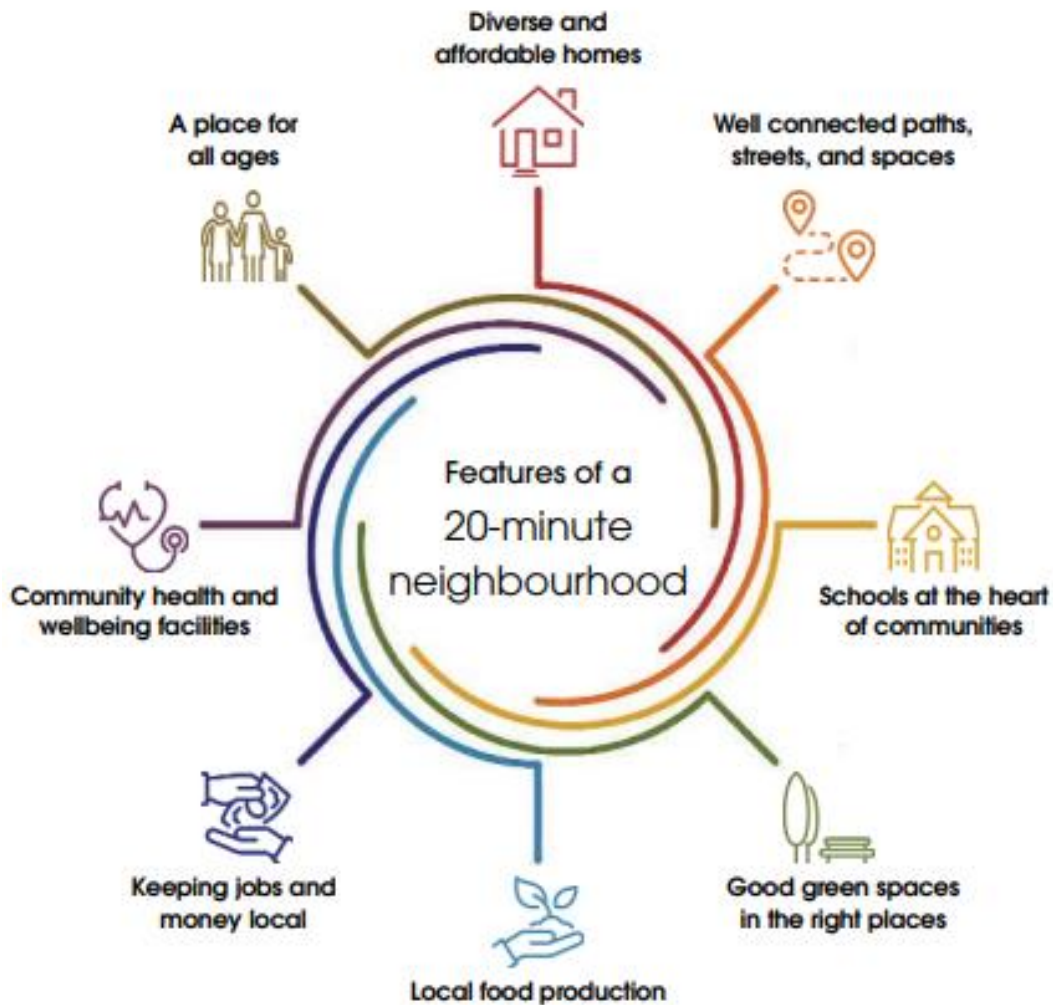 Diverse and
affordable homes
Well connected paths,
streets, and spaces
Schools at the heart
of communities
Good green spaces
in the right places
Local food production
Keeping jobs and
money local
Community health and
wellbeing facilities
A place for
all ages
Features of a
20-minute
neighbourhood